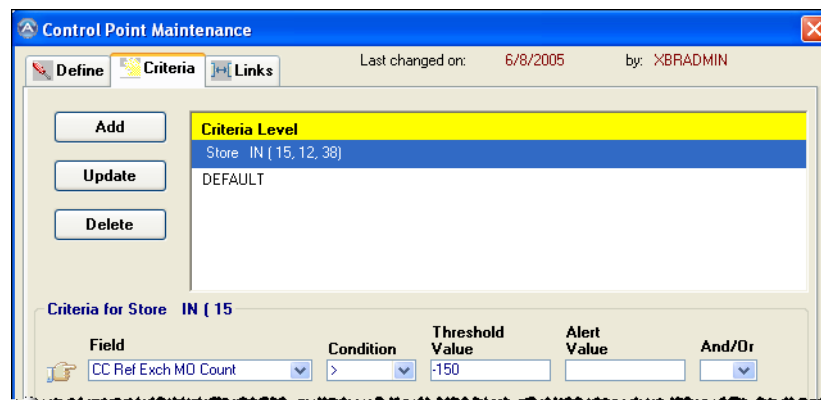 Control Point Maintenance
Define Criteria Links Last changed on: 6/8/2005 by: XBRADMIN
Add
Update
Delete
Criteria Level
Store IN ( 15, 12, 38)
DEFAULT
Criteria for Store IN ( 15
Field Condition Threshold Value Alert Value And/Or
CC Ref Exch MO Count > -150